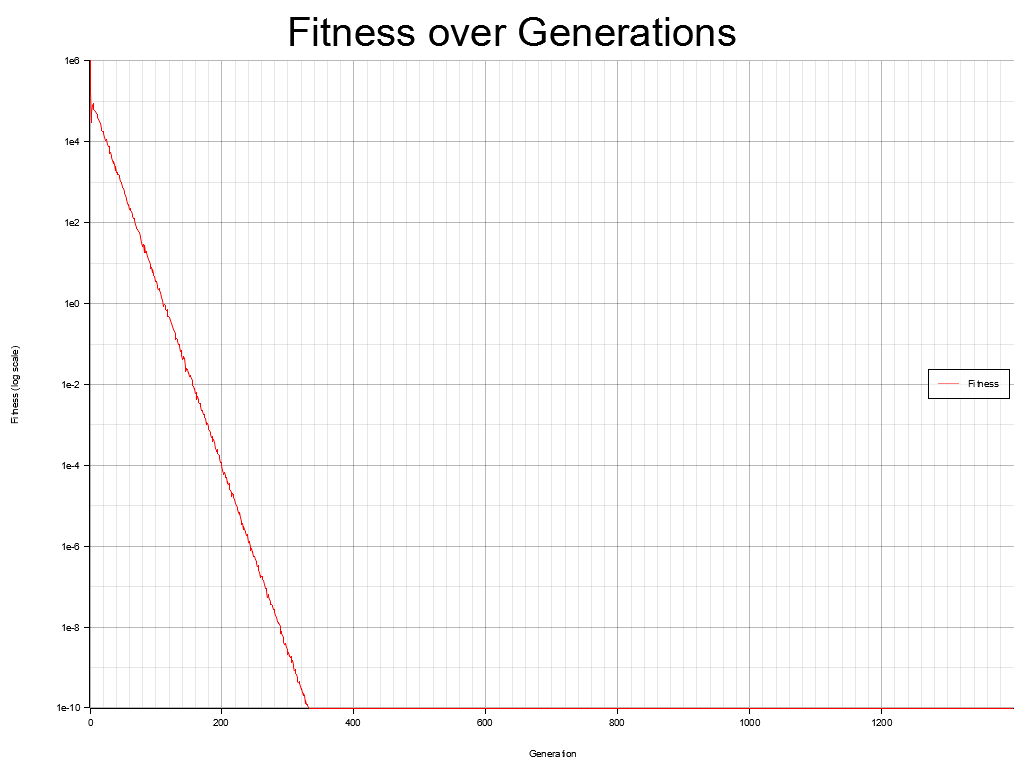 Fitness over Generations
1e6
1e4
1e2
1e0
1e-2
1e-4
1e-6
1e-8
1e-10
Fitness (log scale)
Fitness
0 200 400 600 800 1000 1200
Generation